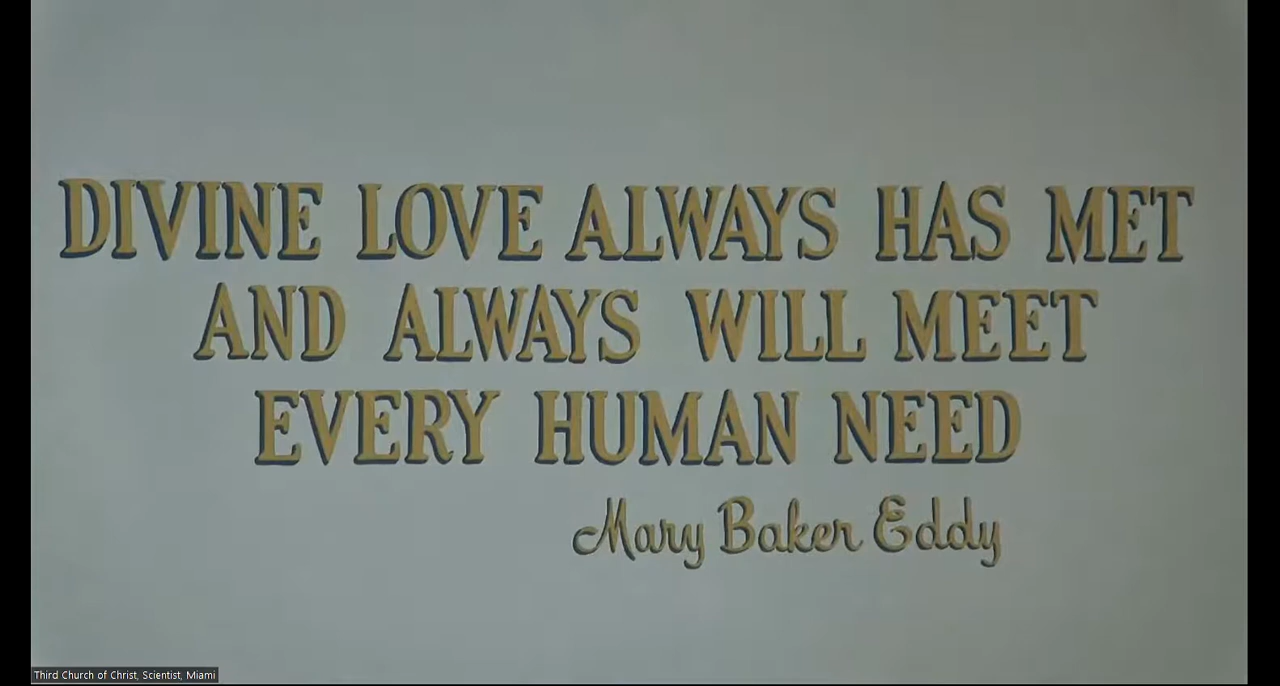 DIVINE LOVE ALWAYS HAS MET
AND ALWAYS WILL MEET
EVERY HUMAN NEED
Mary Baker Eddy
Third Church of Christ, Scientist, Miami